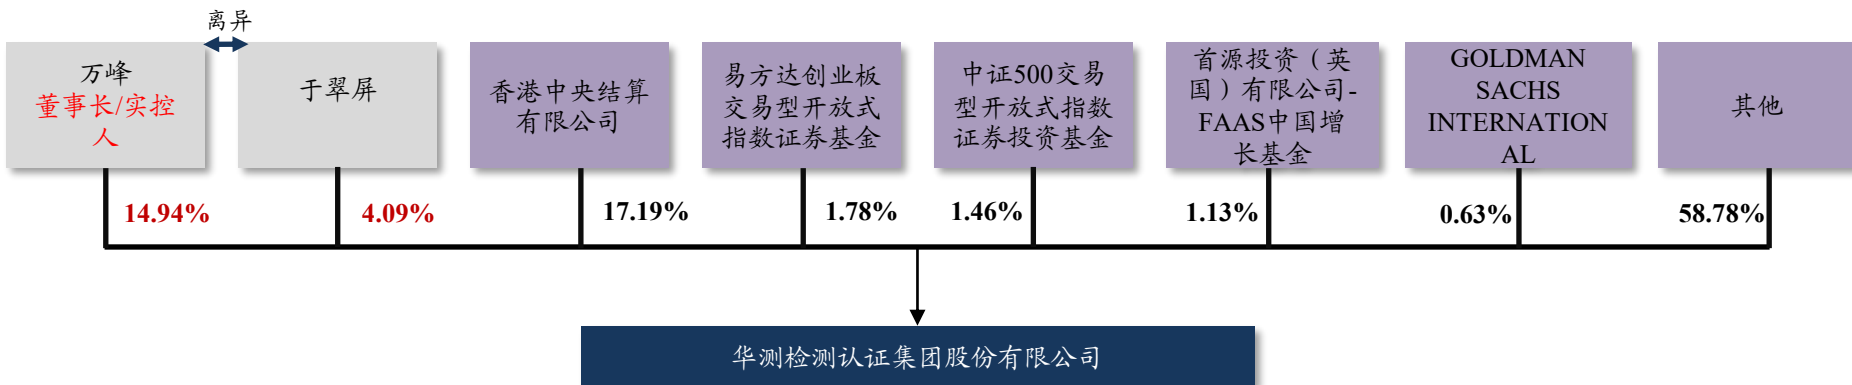 离异
万峰
董事长/实控
人
于翠屏
香港中央结算
有限公司
易方达创业板
交易型开放式
指数证券基金
中证500交易
型开放式指数
证券投资基金
首源投资（英
国）有限公司-
FAAS中国增
长基金
GOLDMAN
SACHS
INTERNATION
AL
其他
14.94%
4.09%
17.19%
1.78%
1.46%
1.13%
0.63%
58.78%
华测检测认证集团股份有限公司